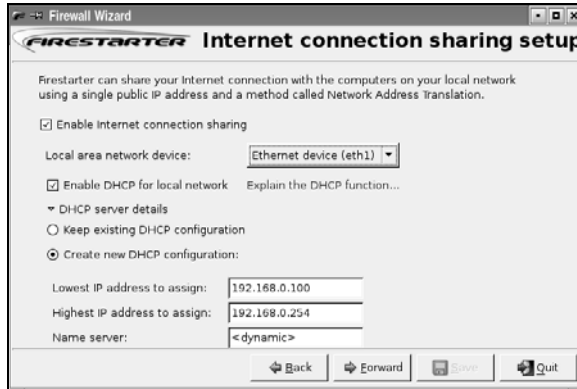 Firewall Wizard
FIRESTARTER Internet connection sharing setup
Firestarter can share your Internet connection with the computers on your local network
using a single public IP address and a method called Network Address Translation.
Enable Internet connection sharing
Local area network device: Ethernet device (eth1)
Enable DHCP for local network Explain the DHCP function...
DHCP server details
Keep existing DHCP configuration
Create new DHCP configuration:
Lowest IP address to assign: 192.168.0.100
Highest IP address to assign: 192.168.0.254
Name server: <dynamic>
Back Forward Save Quit